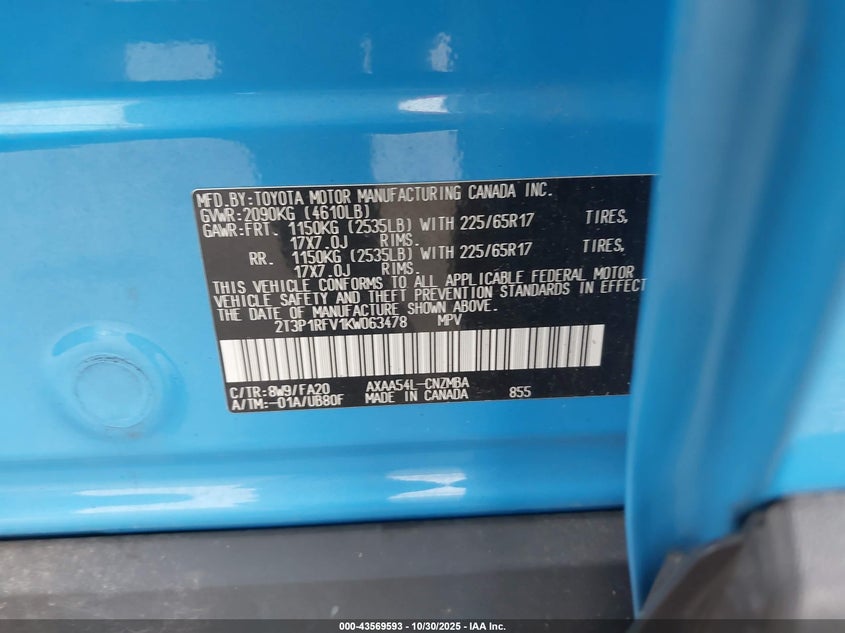 MFD.BY:TOYOTA MOTOR MANUFACTURING CANADA INC.
GVWR:2090KG (4610LB)
GAWR:FRT. 1150KG (2535LB) WITH 225/65R17 TIRES,
17X7.0J RIMS.
RR. 1150KG (2535LB) WITH 225/65R17 TIRES,
17X7.0J RIMS.
THIS VEHICLE CONFORMS TO ALL APPLICABLE FEDERAL MOTOR
VEHICLE SAFETY AND THEFT PREVENTION STANDARDS IN EFFECT
THE DATE OF MANUFACTURE SHOWN ABOVE.
2T3P1RFV1KW063478 MPV
C/TR:8W9/FA20 AXAA54L-CNZMBA
A/TM:-01A/UB80F MADE IN CANADA 855
000-43569593 - 10/30/2025 - IAA Inc.